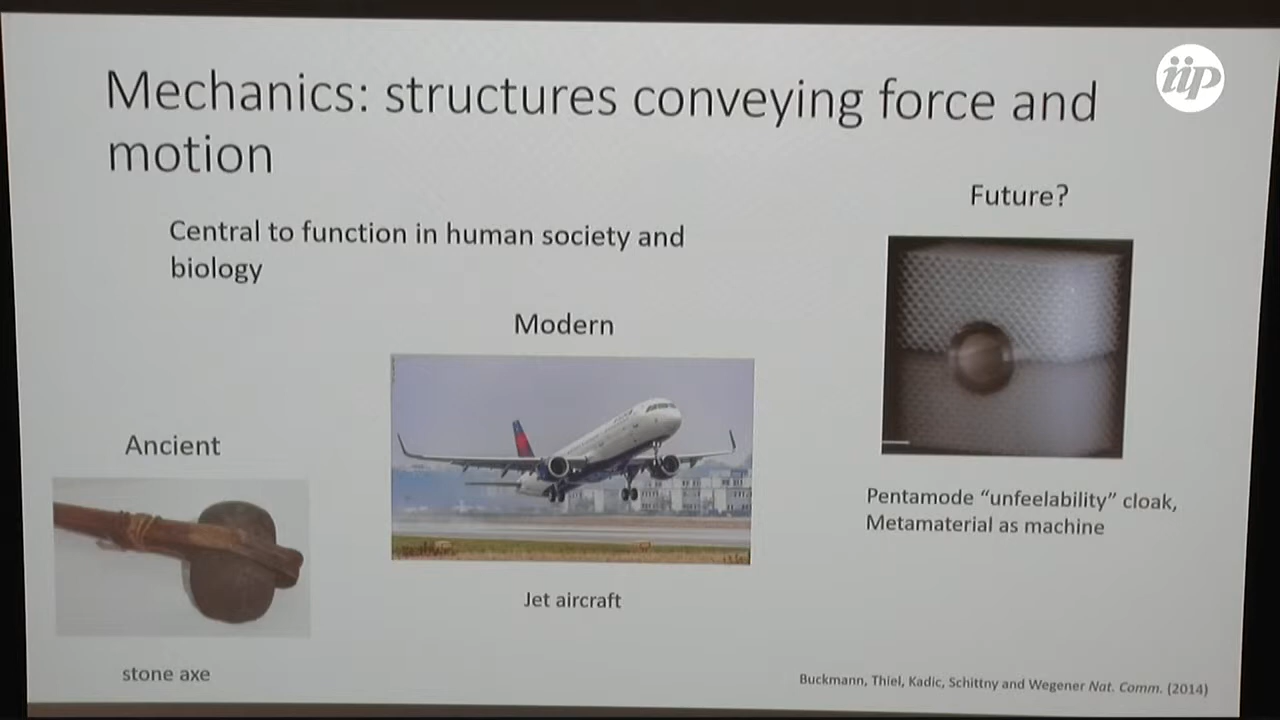 Mechanics: structures conveying force and
motion
iip
Future?
Central to function in human society and
biology
Modern
Ancient
Pentamode “unfeelability” cloak,
Metamaterial as machine
Jet aircraft
stone axe
Buckmann, Thiel, Kadic, Schittny and Wegener Nat. Comm. (2014)